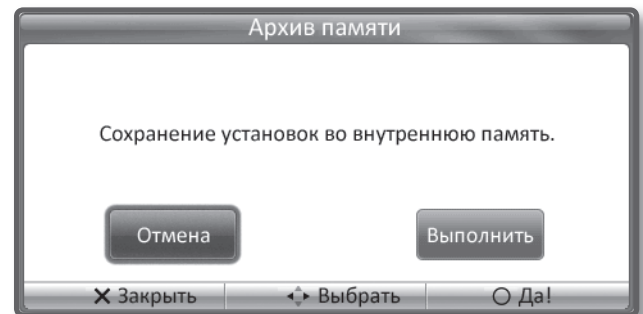 Архив памяти
Сохранение установок во внутреннюю память.
Отмена Выполнить
Закрыть Выбрать Да!